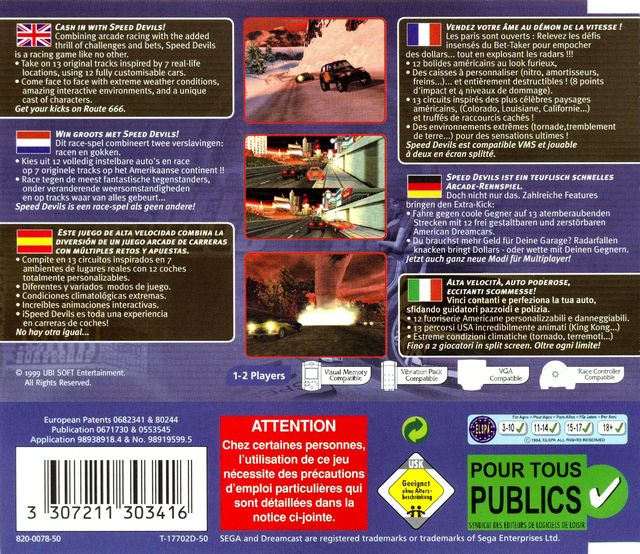 CASH IN WITH SPEED DEVILS!
Combining arcade racing with the added
thrill of challenges and bets, Speed Devils
is a racing game like no other.
• Take on 13 original tracks inspired by 7 real-life
locations, using 12 fully customisable cars.
• Come face to face with extreme weather conditions,
amazing interactive environments, and a unique
cast of characters.
Get your kicks on Route 666.
WIN GROOTS MET SPEED DEVILS!
Dit race-spel combineert twee verslavingen:
racen en gokken.
• Kies uit 12 volledig instelbare auto's en race
op 7 originele tracks op het Amerikaanse continent !!
• Race tegen de meest fantastische tegenstanders,
onder veranderende weersomstandigheden
en op tracks waar van alles gebeurt...
Speed Devils is een race-spel als geen andere!
ESTE JUEGO DE ALTA VELOCIDAD COMBINA LA
DIVERSIÓN DE UN JUEGO ARCADE DE CARRERAS
CON MÚLTIPLES RETOS Y APUESTAS.
• Compite en 13 circuitos inspirados en 7
ambientes de lugares reales con 12 coches
totalmente personalizables.
• Diferentes y variados modos de juego.
• Condiciones climatológicas extremas.
• Increíbles animaciones interactivas.
• ¡Speed Devils es toda una experiencia
en carreras de coches!
No hay otra igual...
VENDEZ VOTRE ÂME AU DÉMON DE LA VITESSE !
Les paris sont ouverts : Relevez les défis
insensés du Bet-Taker pour empocher
des dollars... tout en explosant les radars !!!
• 12 bolides américains au look furieux,
• Des caisses à personnaliser (nitro, amortisseurs,
freins...)... et entièrement destructibles ! (8 points
d'impact et 4 niveaux de dommage).
• 13 circuits inspirés des plus célèbres paysages
américains, (Colorado, Louisiane, Californie...)
et truffés de raccourcis cachés !
• Des environnements extrêmes (tornade,tremblement
de terre...) pour des sensations ultimes !
Speed Devils est compatible VMS et jouable
à deux en écran splitté.
SPEED DEVILS IST EIN TEUFLISCH SCHNELLES
ARCADE-RENNSPIEL.
Doch nicht nur das. Zahlreiche Features
bringen den Extra-Kick:
• Fahre gegen coole Gegner auf 13 atemberaubenden
Strecken mit 12 frei gestaltbaren und zerstörbaren
American Dreamcars.
• Du brauchst mehr Geld für Deine Garage? Radarfallen
knacken bringt Dollars - oder wette mit Deinen Gegnern.
Jetzt auch ganz neue Modi für Multiplayer!
ALTA VELOCITÀ, AUTO PODEROSE,
ECCITANTI SCOMMESSE!
Vinci contanti e perfeziona la tua auto,
sfidando guidatori pazzoidi e polizia.
• 12 fuoriserie Americane personalizzabili e danneggiabili.
• 13 percorsi USA incredibilmente animati (King Kong...)
• Estreme condizioni climatiche (tornado, terremoti...)
Fino a 2 giocatori in split screen. Oltre ogni limite!
© 1999 UBI SOFT Entertainment.
All Rights Reserved.
1-2 Players
Visual Memory
Compatible
Vibration Pack
Compatible
VGA
Compatible
Race Controller
Compatible
European Patents 0682341 & 80244
Publication 0671730 & 0553545
Application 98938918.4 & No. 98919599.5
3 307211 303416
820-0078-50
T-17702D-50
ATTENTION
Chez certaines personnes,
l'utilisation de ce jeu
nécessite des précautions
d'emploi particulières qui
sont détaillées dans la
notice ci-jointe.
USK
Geeignet
ohne Alters-
beschränkung
ELSPA
3-10 11-14 15-17 18+
POUR TOUS
PUBLICS
SYNDICAT DES EDITEURS DE LOGICIELS DE LOISIR
SEGA and Dreamcast are registered trademarks or trademarks of Sega Enterprises Ltd.